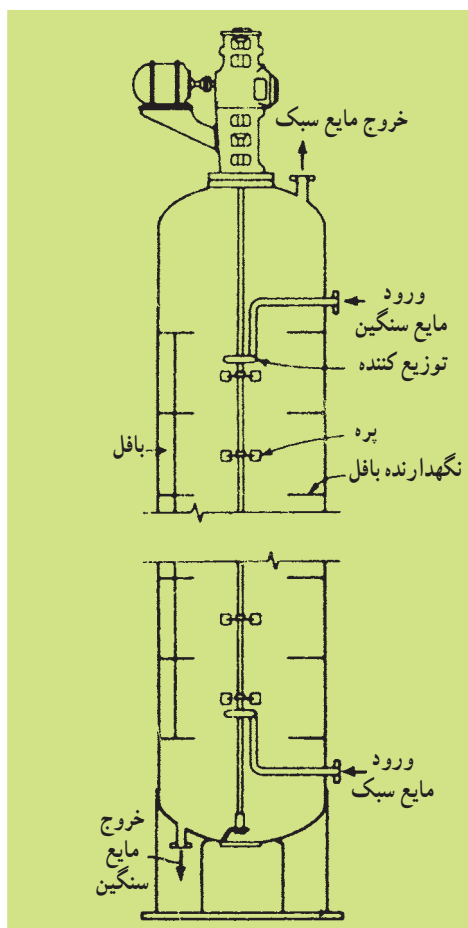 خروج مایع سبک
ورود
مایع سنگین
توزیع کننده
پره
بافل
نگهدارنده بافل
ورود
مایع سبک
خروج
مایع
سنگین